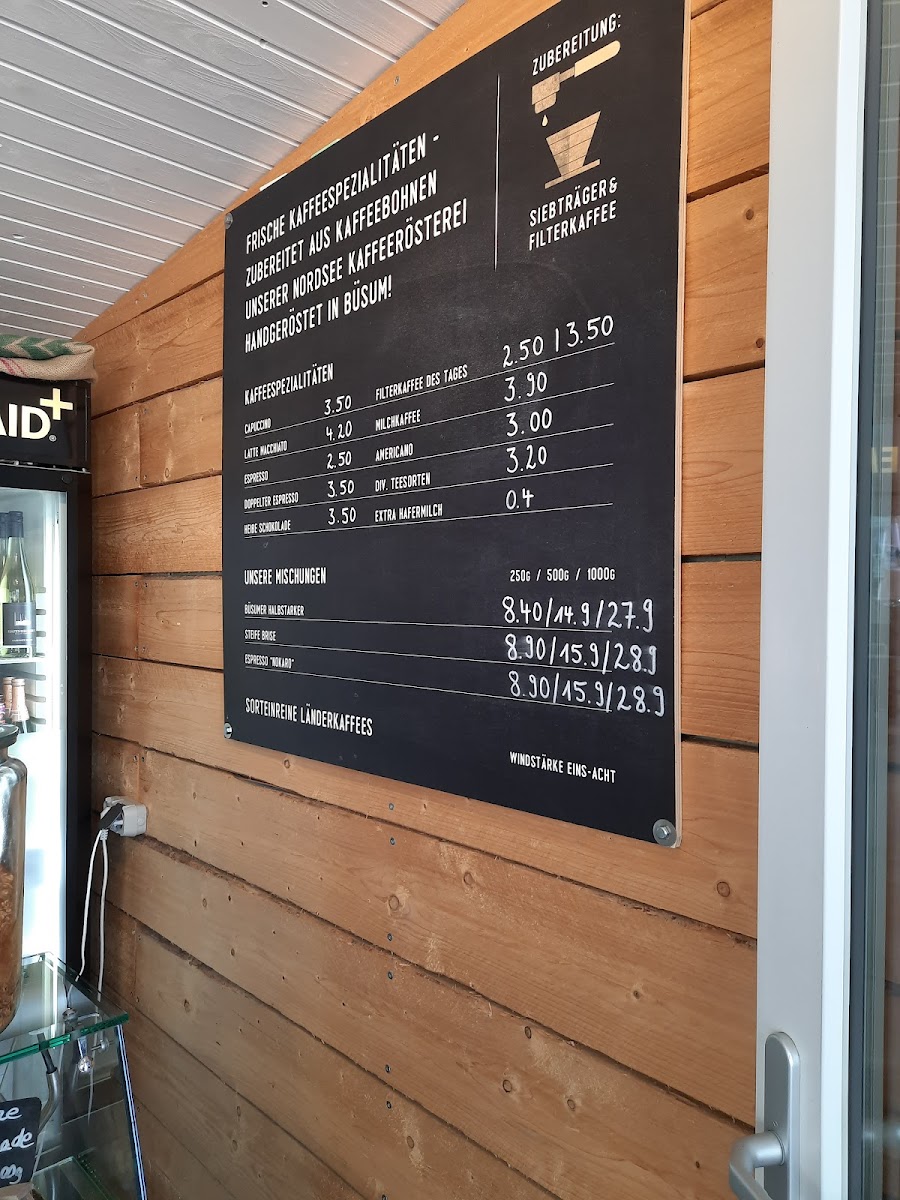 ZUBEREITUNG:
SIEBTRÄGER&
FILTERKAFFEE
FRISCHE KAFFEESPEZIALITÄTEN -
ZUBEREITET AUS KAFFEEBOHNEN
UNSERER NORDSEE KAFFEERÖSTEREI
HANDGERÖSTET IN BÜSUM!
KAFFEESPEZIALITÄTEN
CAPUCCINO 3.50
LATTE MACCHIATO 4.20
ESPRESSO 2.50
DOPPELTER ESPRESSO 3.50
HEIßE SCHOKOLADE 3.50
FILTERKAFFEE DES TAGES 2.50 / 3.50
MILCHKAFFEE 3.90
AMERICANO 3.00
DIV. TEESORTEN 3.20
EXTRA HAFERMILCH 0.4
UNSERE MISCHUNGEN 250G / 500G / 1000G
BÜSUMER HALBSTARKER 8.40/14.9/27.9
STEIFE BRISE 8.90/15.9/28.9
ESPRESSO "NOKARO" 8.90/15.9/28.9
SORTEINREINE LÄNDERKAFFEES
WINDSTÄRKE EINS-ACHT
AID+®
ade
00g